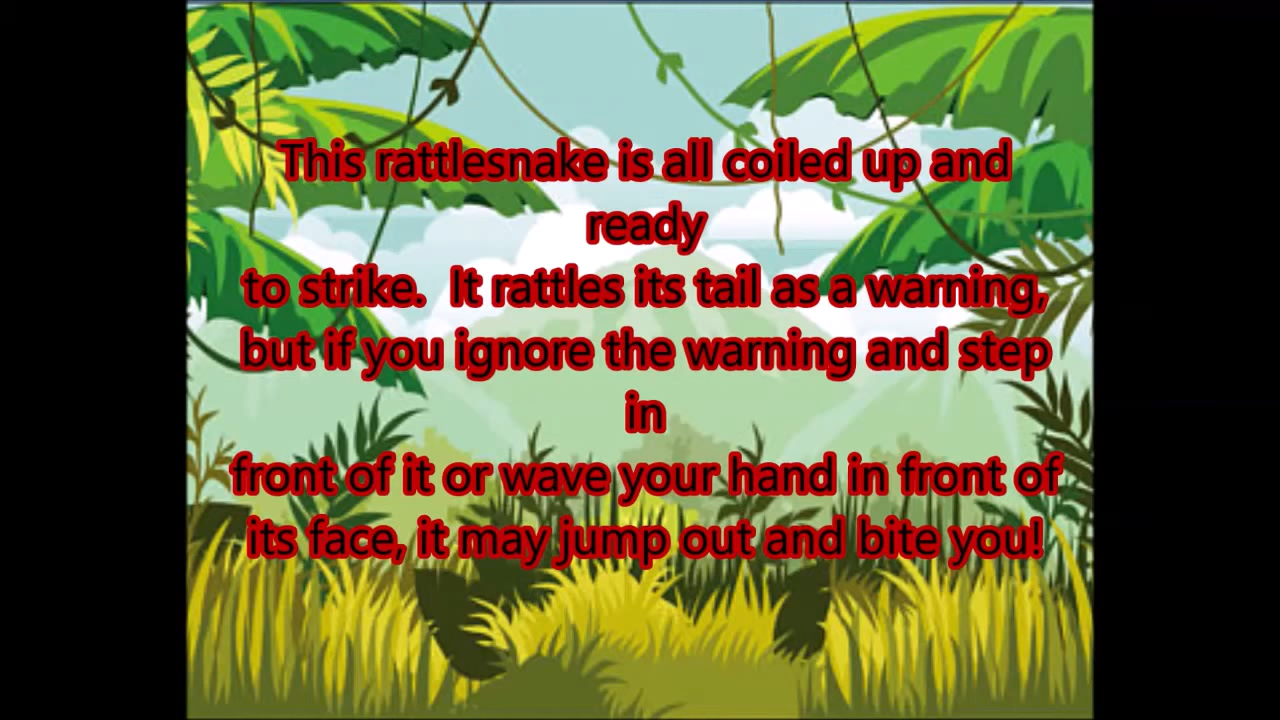 This rattlesnake is all coiled up and
ready
to strike.  It rattles its tail as a warning,
but if you ignore the warning and step
in
front of it or wave your hand in front of
its face, it may jump out and bite you!